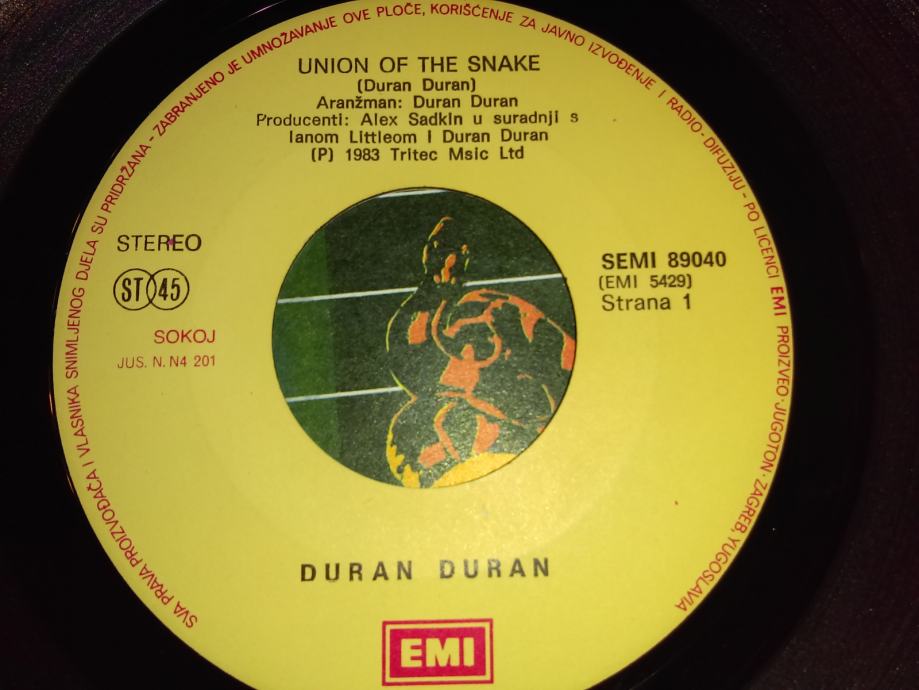 SVA PRAVA PROIZVOĐAČA I VLASNIKA SNIMLJENOG DJELA SU PRIDRŽANA - ZABRANJENO JE UMNOŽAVANJE OVE PLOČE, KORIŠĆENJE ZA JAVNO IZVOĐENJE I RADIO - DIFUZIJU - PO LICENCI EMI PROIZVEO - JUGOTON - ZAGREB, YUGOSLAVIA
UNION OF THE SNAKE
(Duran Duran)
Aranžman: Duran Duran
Producenti: Alex Sadkin u suradnji s
Ianom Littleom i Duran Duran
(P) 1983 Tritec Msic Ltd
STEREO
ST 45
SOKOJ
JUS. N. N4 201
SEMI 89040
(EMI 5429)
Strana 1
DURAN DURAN
EMI